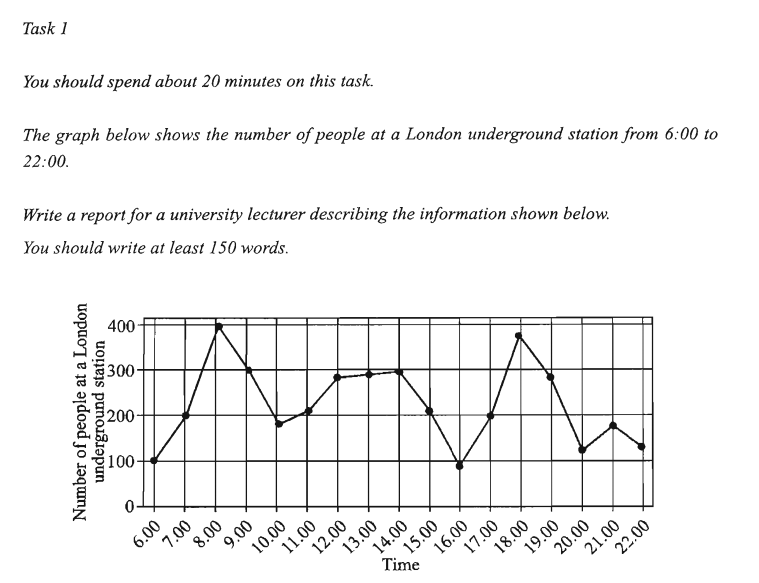 Task 1
You should spend about 20 minutes on this task.
The graph below shows the number of people at a London underground station from 6:00 to
22:00.
Write a report for a university lecturer describing the information shown below.
You should write at least 150 words.
Number of people at a London
underground station
400
300
200
100
0
6.00 7.00 8.00 9.00 10.00 11.00 12.00 13.00 14.00 15.00 16.00 17.00 18.00 19.00 20.00 21.00 22.00
Time